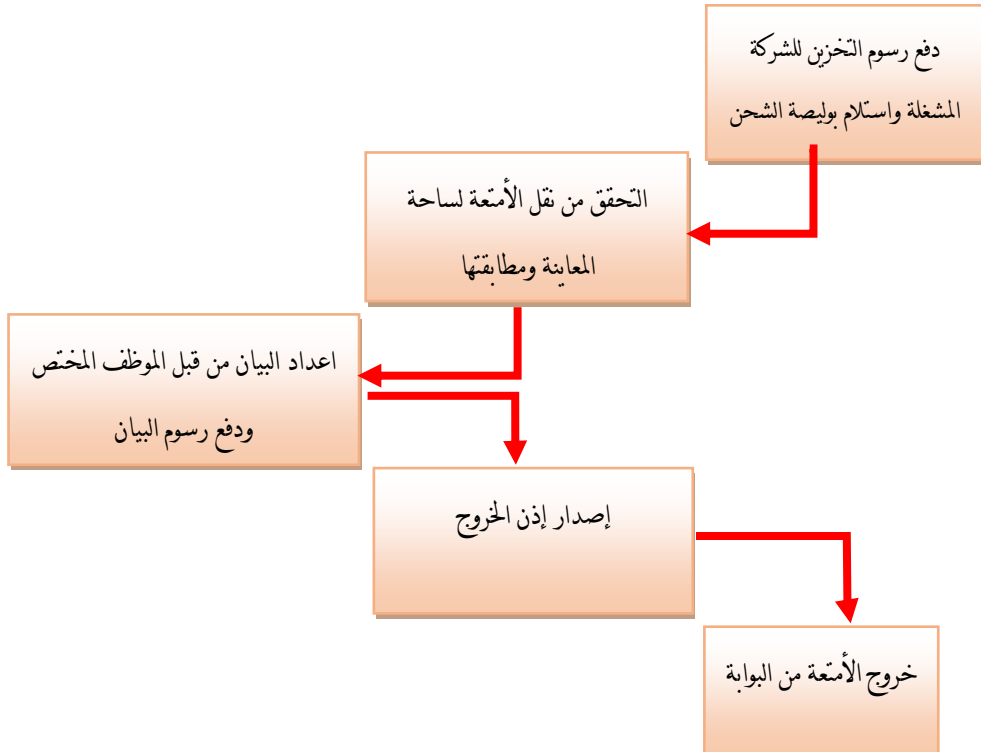 دفع رسوم التخزين للشركة
المشغلة واستلام بوليصة الشحن
التحقق من نقل الأمتعة لساحة
المعاينة ومطابقتها
اعداد البيان من قبل الموظف المختص
ودفع رسوم البيان
إصدار إذن الخروج
خروج الأمتعة من البوابة